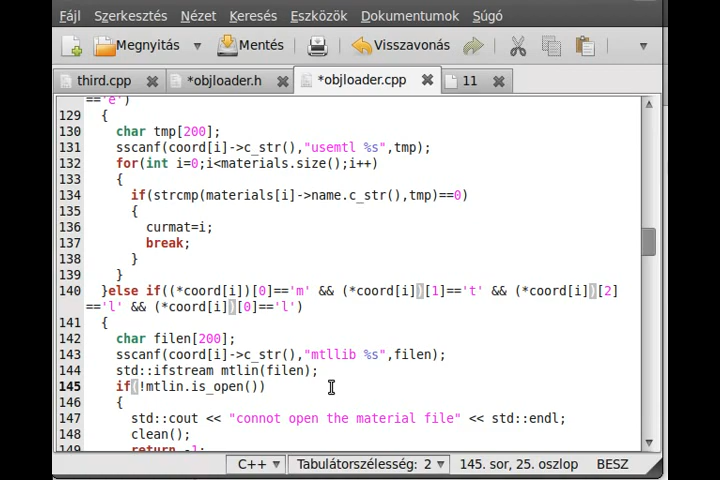 Fájl Szerkesztés Nézet Keresés Eszközök Dokumentumok Súgó
Megnyitás Mentés Visszavonás
third.cpp *objloader.h *objloader.cpp 11
=='e')
129 {
130 char tmp[200];
131 sscanf(coord[i]->c_str(),"usemtl %s",tmp);
132 for(int i=0;i<materials.size();i++)
133 {
134 if(strcmp(materials[i]->name.c_str(),tmp)==0)
135 {
136 curmat=i;
137 break;
138 }
139 }
140 }else if((*coord[i])[0]=='m' && (*coord[i])[1]=='t' && (*coord[i])[2]
=='l' && (*coord[i])[0]=='l')
141 {
142 char filen[200];
143 sscanf(coord[i]->c_str(),"mtllib %s",filen);
144 std::ifstream mtlin(filen);
145 if(!mtlin.is_open())
146 {
147 std::cout << "connot open the material file" << std::endl;
148 clean();
149 return -1;
C++ Tabulátorszélesség: 2 145. sor, 25. oszlop BESZ